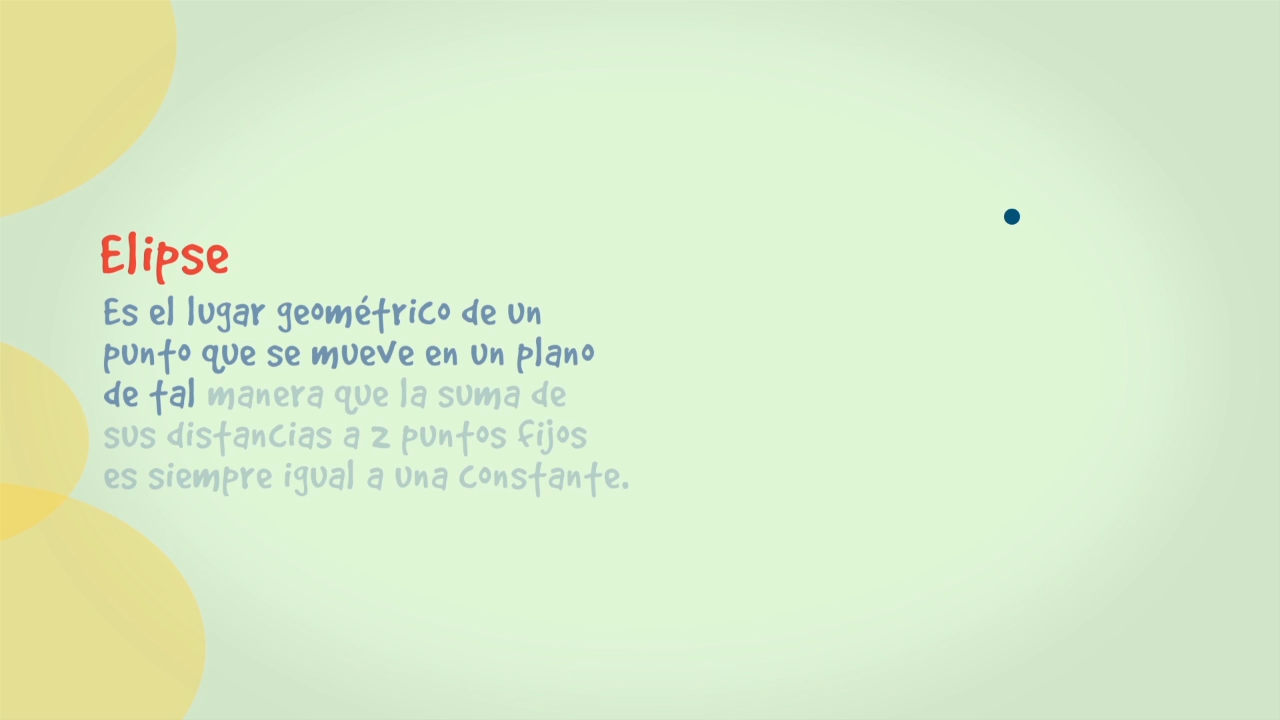 Elipse
Es el lugar geométrico de un
punto que se mueve en un plano
de tal manera que la suma de
sus distancias a 2 puntos fijos
es siempre igual a una constante.